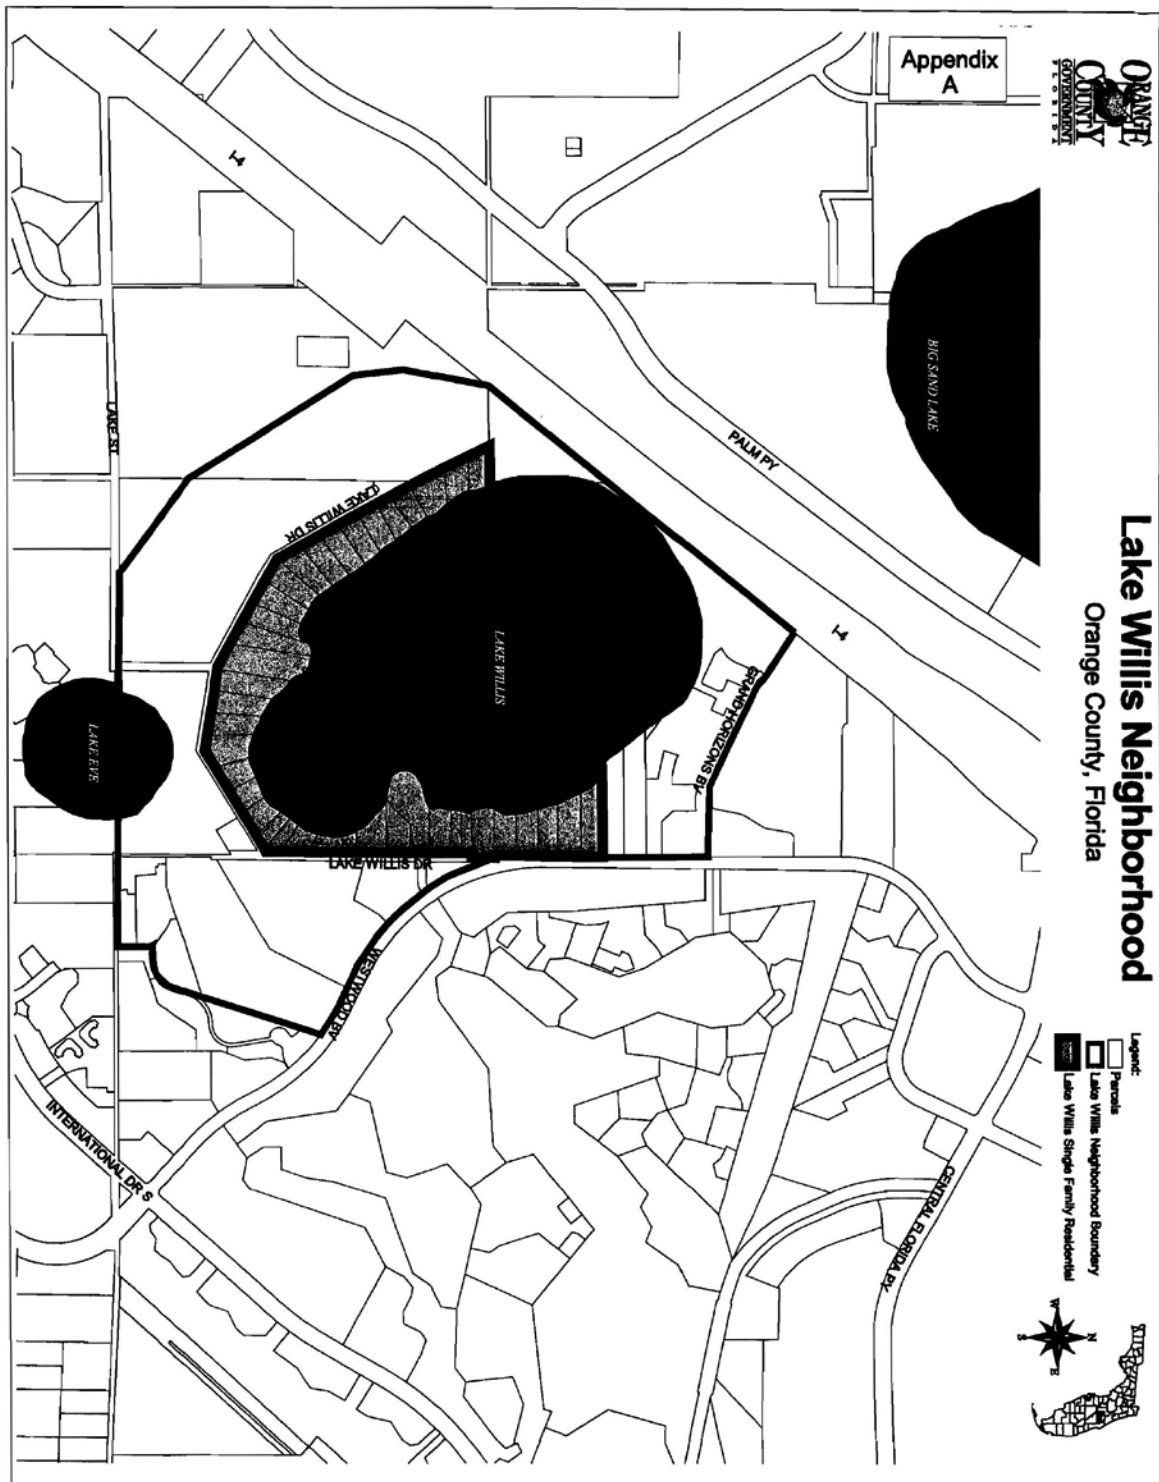 Appendix
A
ORANGE
COUNTY
GOVERNMENT
FLORIDA
Lake Willis Neighborhood
Orange County, Florida
Legend:
Parcels
Lake Willis Neighborhood Boundary
Lake Willis Single Family Residential
N
W
E
S
BIG SAND LAKE
PALM PY
I-4
I-4
LAKE ST
LAKE WILLIS DR
LAKE WILLIS
GRAND HORIZONS BV
LAKE EVE
LAKE WILLIS DR
WESTWOOD BV
INTERNATIONAL DR S
CENTRAL FLORIDA PY